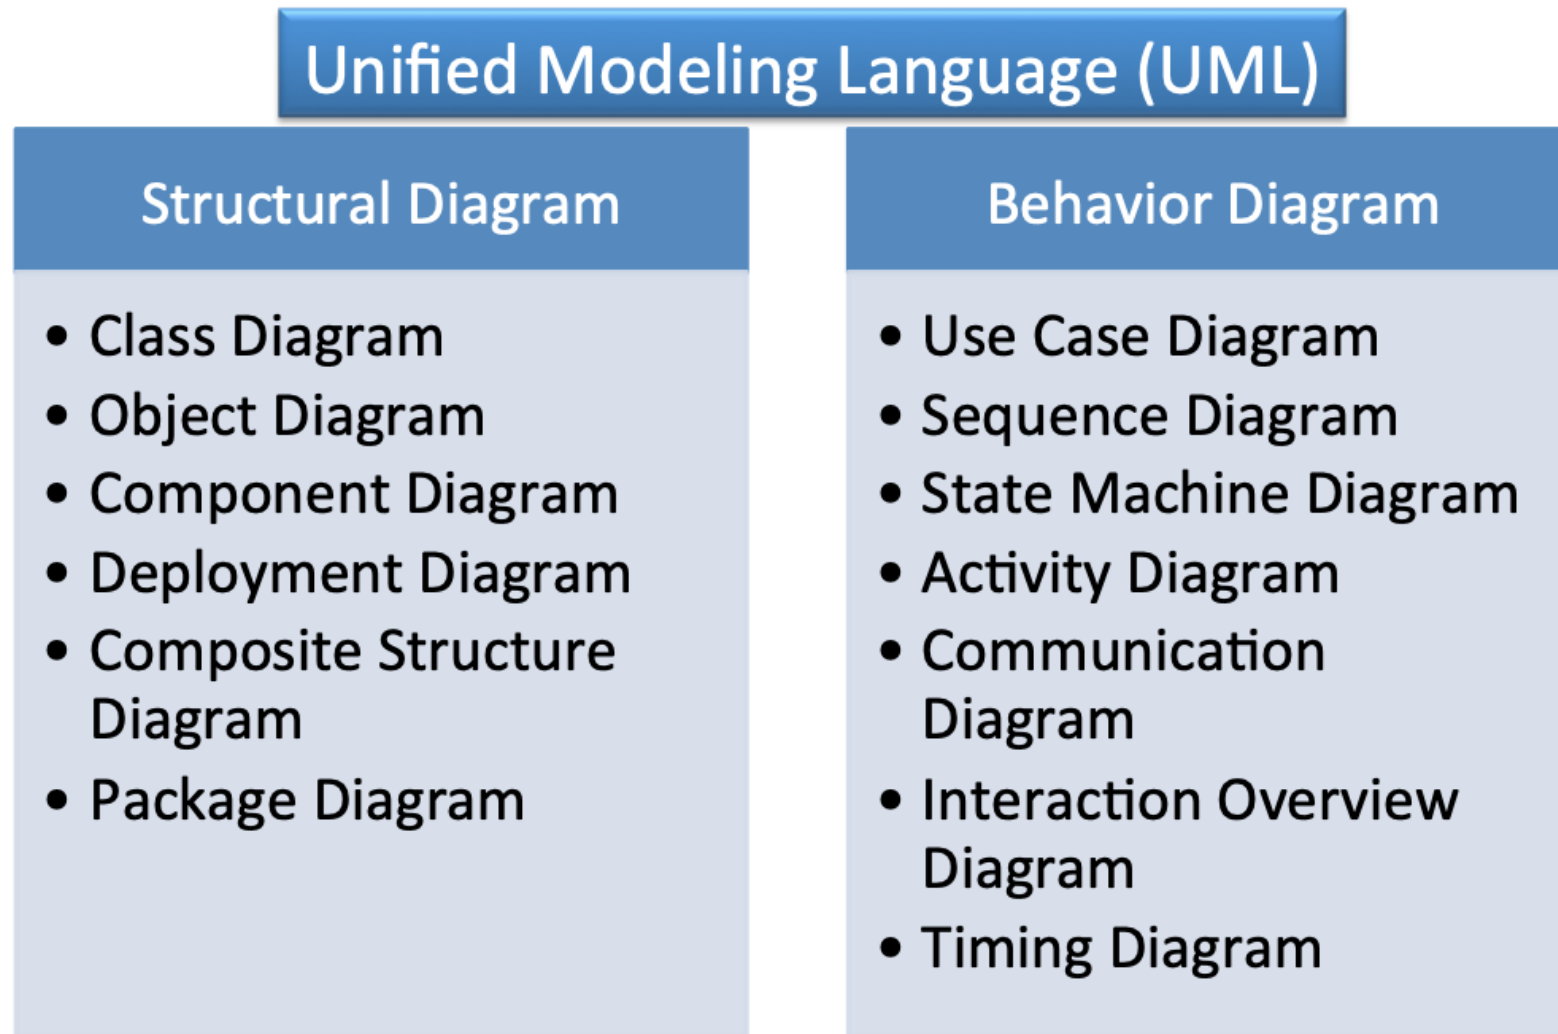 Unified Modeling Language (UML)
Structural Diagram
• Class Diagram
• Object Diagram
• Component Diagram
• Deployment Diagram
• Composite Structure
Diagram
• Package Diagram
Behavior Diagram
• Use Case Diagram
• Sequence Diagram
• State Machine Diagram
• Activity Diagram
• Communication
Diagram
• Interaction Overview
Diagram
• Timing Diagram